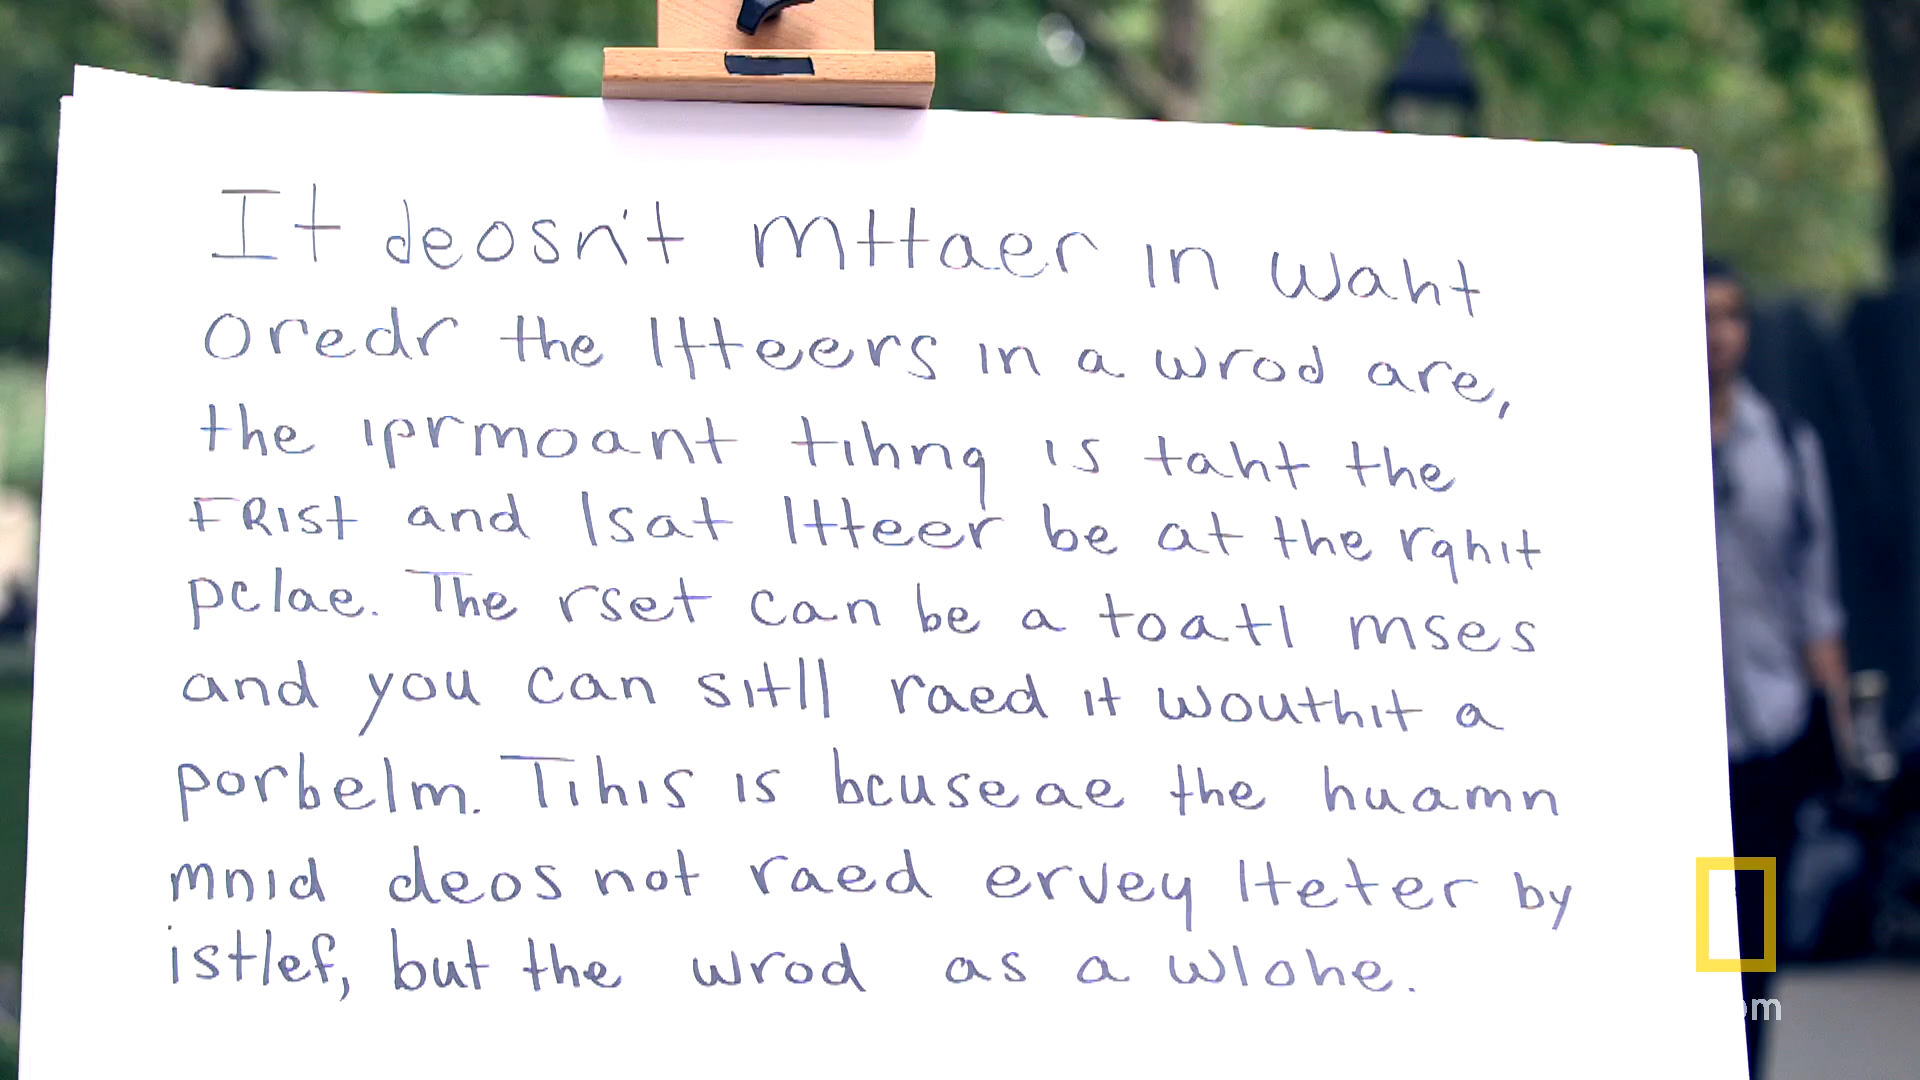 It deosn't mttaer in waht
oredr the ltteers in a wrod are,
the iprmoant tihng is taht the
FRIST and lsat ltteer be at the rghit
pclae. The rset can be a toatl mses
and you can sitll raed it wouthit a
porbelm. Tihis is bcuseae the huamn
mnid deos not raed ervey lteter by
istlef, but the wrod as a wlohe.
om